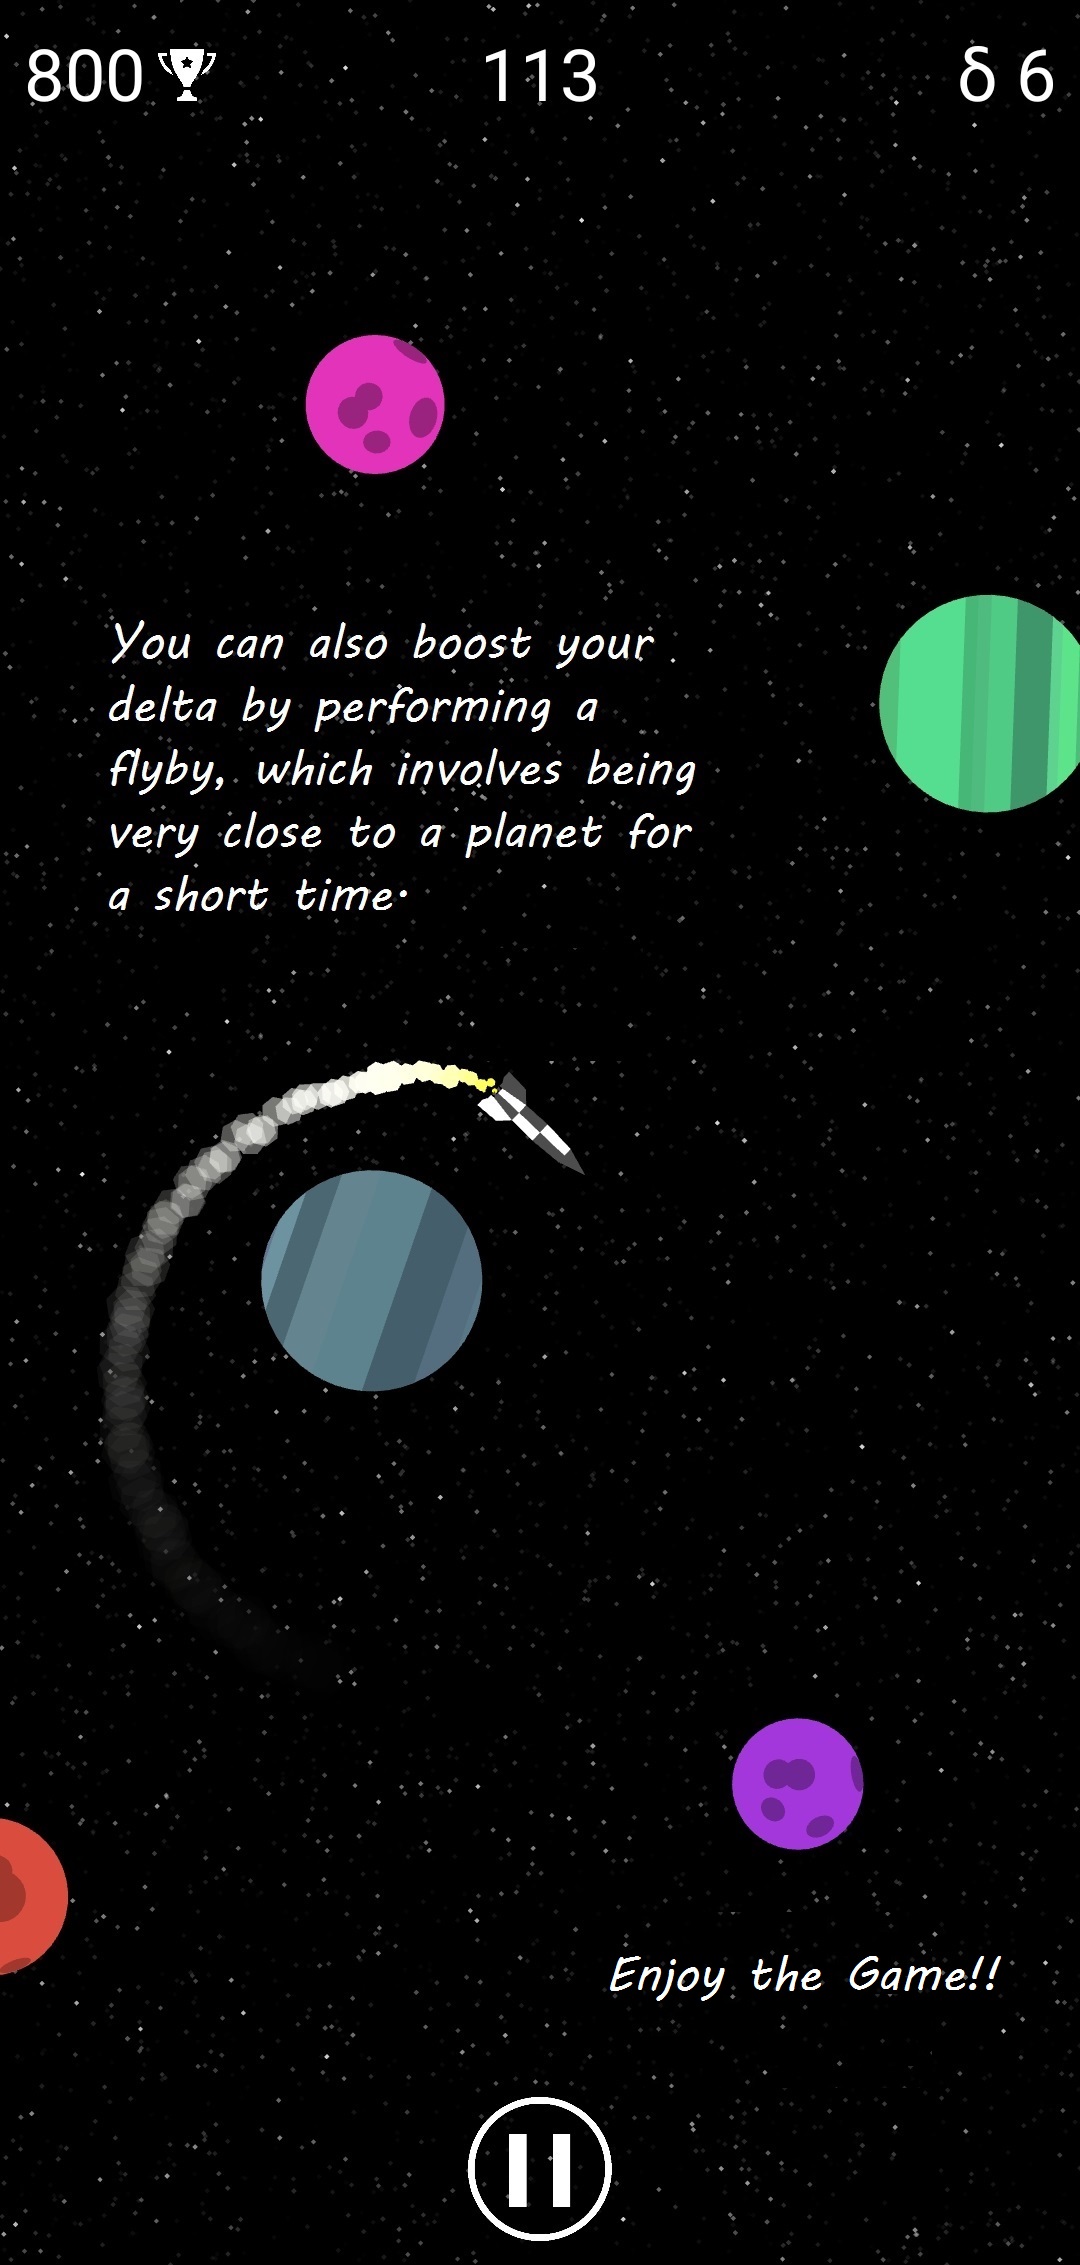 800 113 δ 6
You can also boost your
delta by performing a
flyby, which involves being
very close to a planet for
a short time.
Enjoy the Game!!